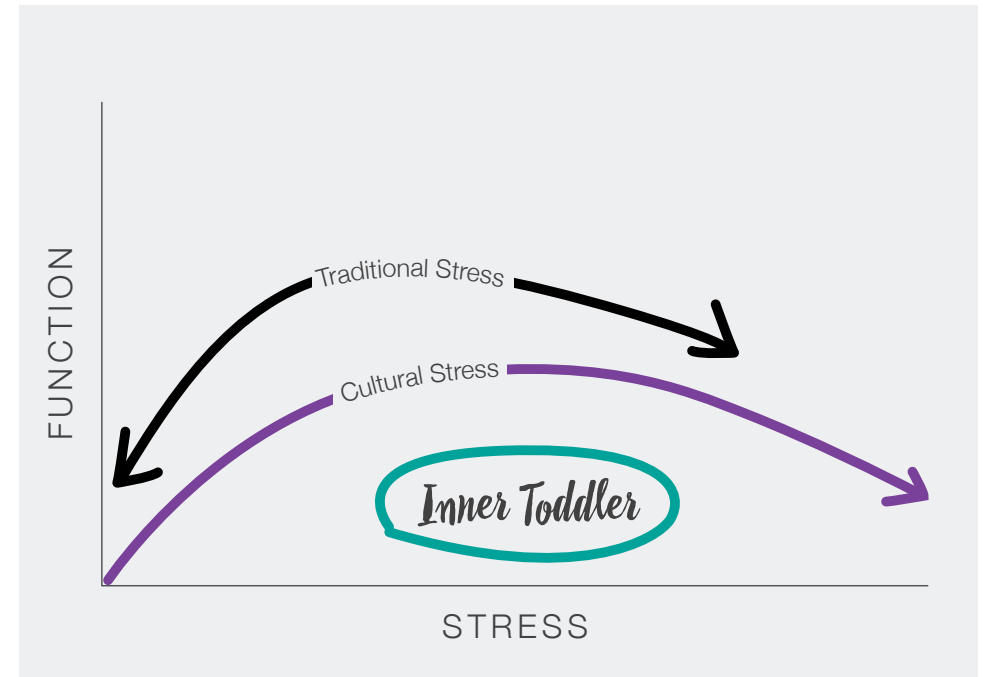 FUNCTION
Traditional Stress
Cultural Stress
Inner Toddler
STRESS